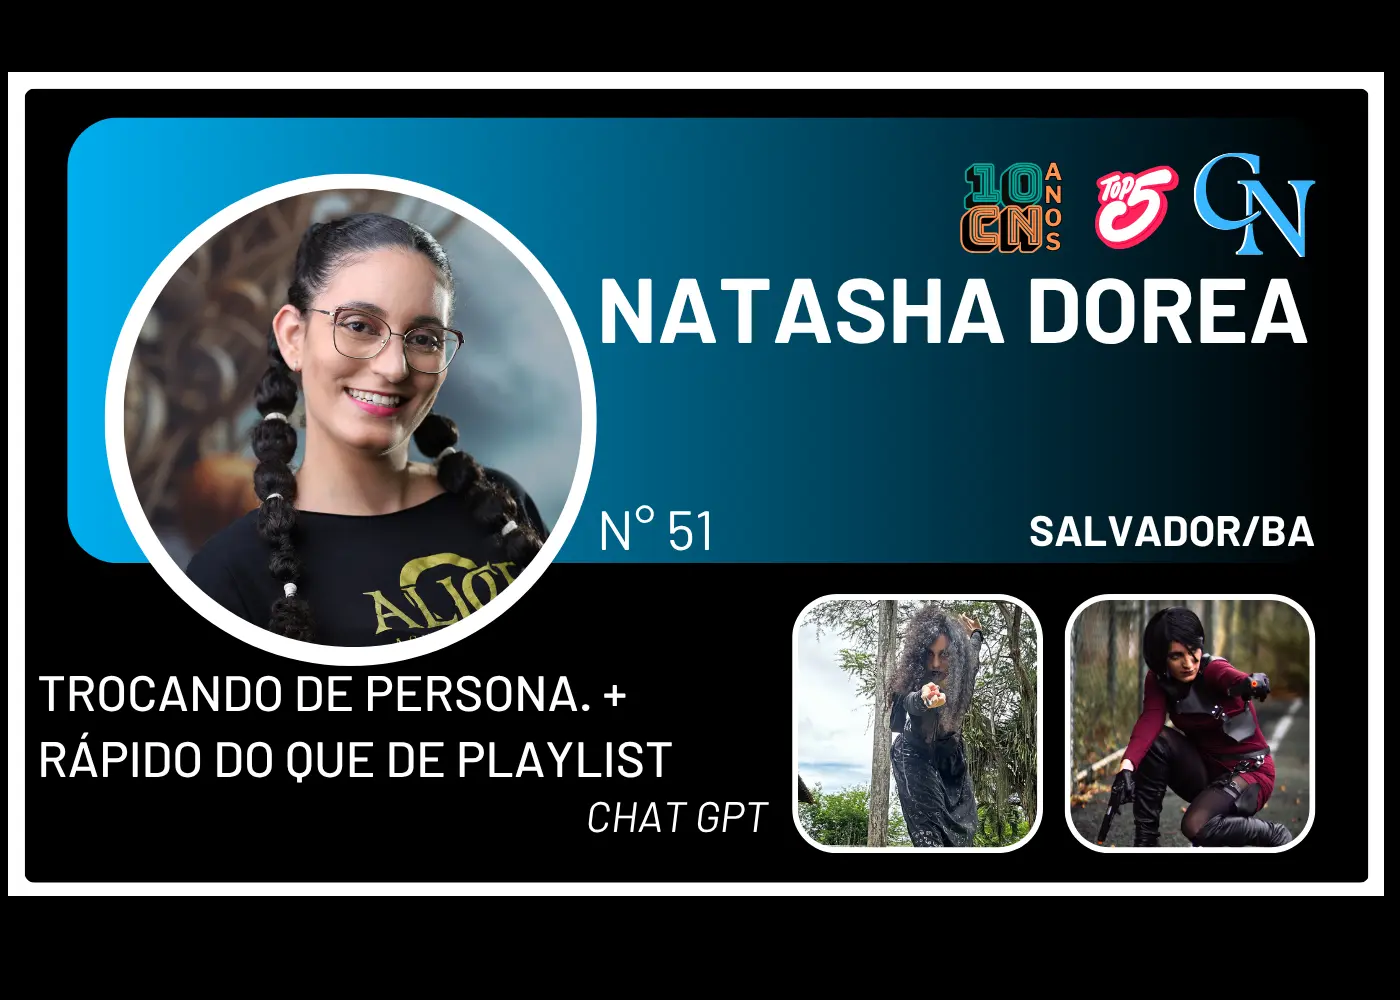 10 ANOS
CN
TOP 5
CN
NATASHA DOREA
N° 51
SALVADOR/BA
TROCANDO DE PERSONA. +
RÁPIDO DO QUE DE PLAYLIST
CHAT GPT